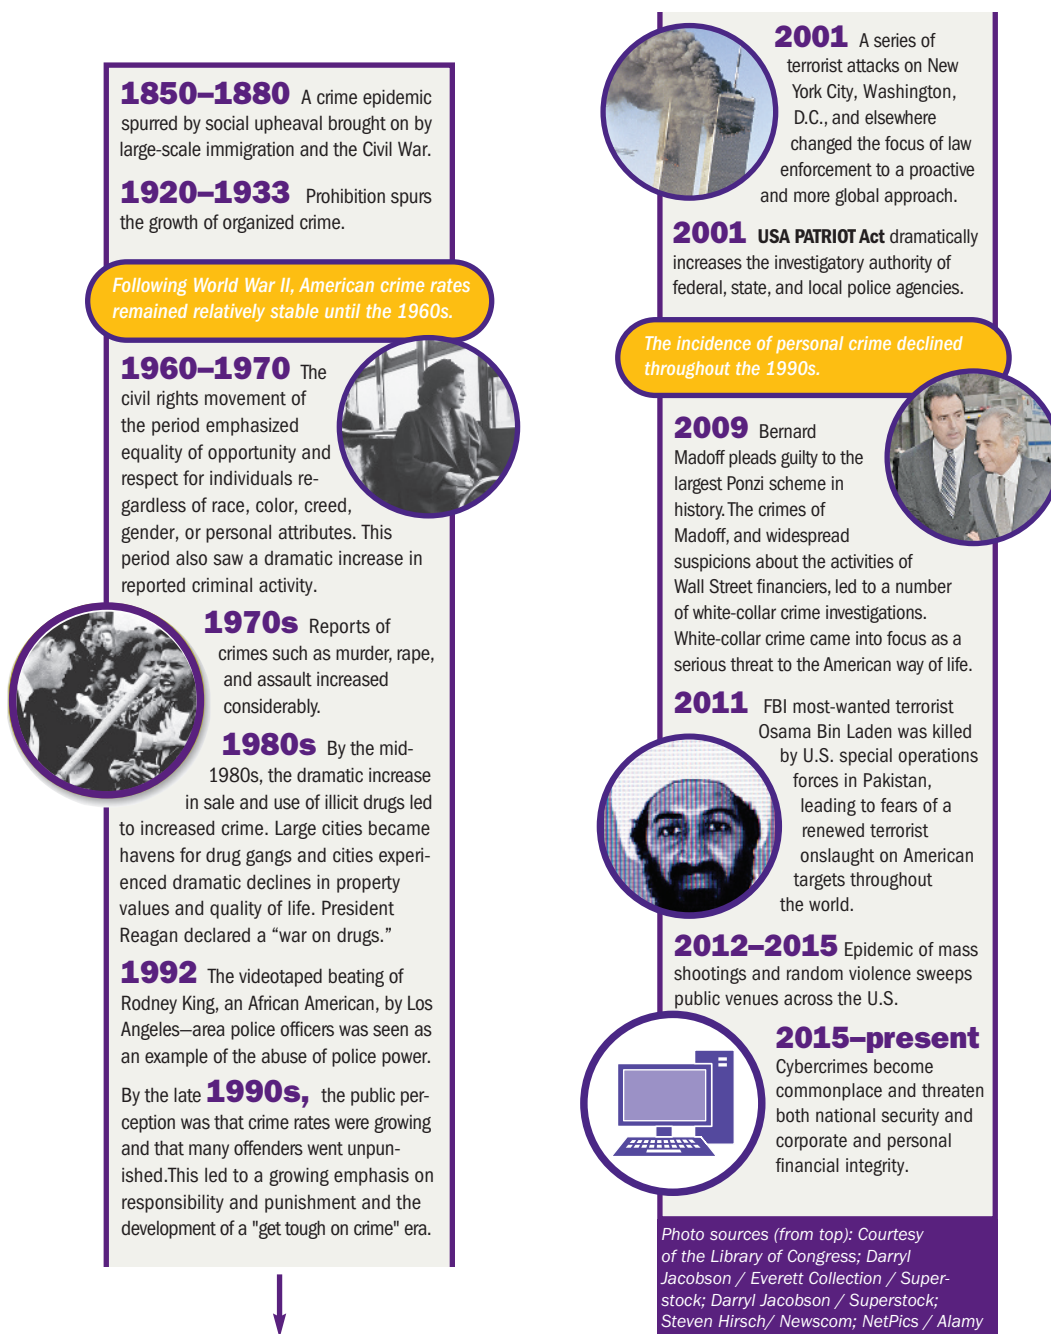 1850–1880 A crime epidemic
spurred by social upheaval brought on by
large-scale immigration and the Civil War.
1920–1933 Prohibition spurs
the growth of organized crime.
Following World War II, American crime rates
remained relatively stable until the 1960s.
1960–1970 The
civil rights movement of
the period emphasized
equality of opportunity and
respect for individuals re-
gardless of race, color, creed,
gender, or personal attributes. This
period also saw a dramatic increase in
reported criminal activity.
1970s Reports of
crimes such as murder, rape,
and assault increased
considerably.
1980s By the mid-
1980s, the dramatic increase
in sale and use of illicit drugs led
to increased crime. Large cities became
havens for drug gangs and cities experi-
enced dramatic declines in property
values and quality of life. President
Reagan declared a “war on drugs.”
1992 The videotaped beating of
Rodney King, an African American, by Los
Angeles—area police officers was seen as
an example of the abuse of police power.
By the late 1990s, the public per-
ception was that crime rates were growing
and that many offenders went unpun-
ished.This led to a growing emphasis on
responsibility and punishment and the
development of a "get tough on crime" era.
2001 A series of
terrorist attacks on New
York City, Washington,
D.C., and elsewhere
changed the focus of law
enforcement to a proactive
and more global approach.
2001 USA PATRIOT Act dramatically
increases the investigatory authority of
federal, state, and local police agencies.
The incidence of personal crime declined
throughout the 1990s.
2009 Bernard
Madoff pleads guilty to the
largest Ponzi scheme in
history. The crimes of
Madoff, and widespread
suspicions about the activities of
Wall Street financiers, led to a number
of white-collar crime investigations.
White-collar crime came into focus as a
serious threat to the American way of life.
2011 FBI most-wanted terrorist
Osama Bin Laden was killed
by U.S. special operations
forces in Pakistan,
leading to fears of a
renewed terrorist
onslaught on American
targets throughout
the world.
2012–2015 Epidemic of mass
shootings and random violence sweeps
public venues across the U.S.
2015–present
Cybercrimes become
commonplace and threaten
both national security and
corporate and personal
financial integrity.
Photo sources (from top): Courtesy
of the Library of Congress; Darryl
Jacobson / Everett Collection / Super-
stock; Darryl Jacobson / Superstock;
Steven Hirsch/ Newscom; NetPics / Alamy